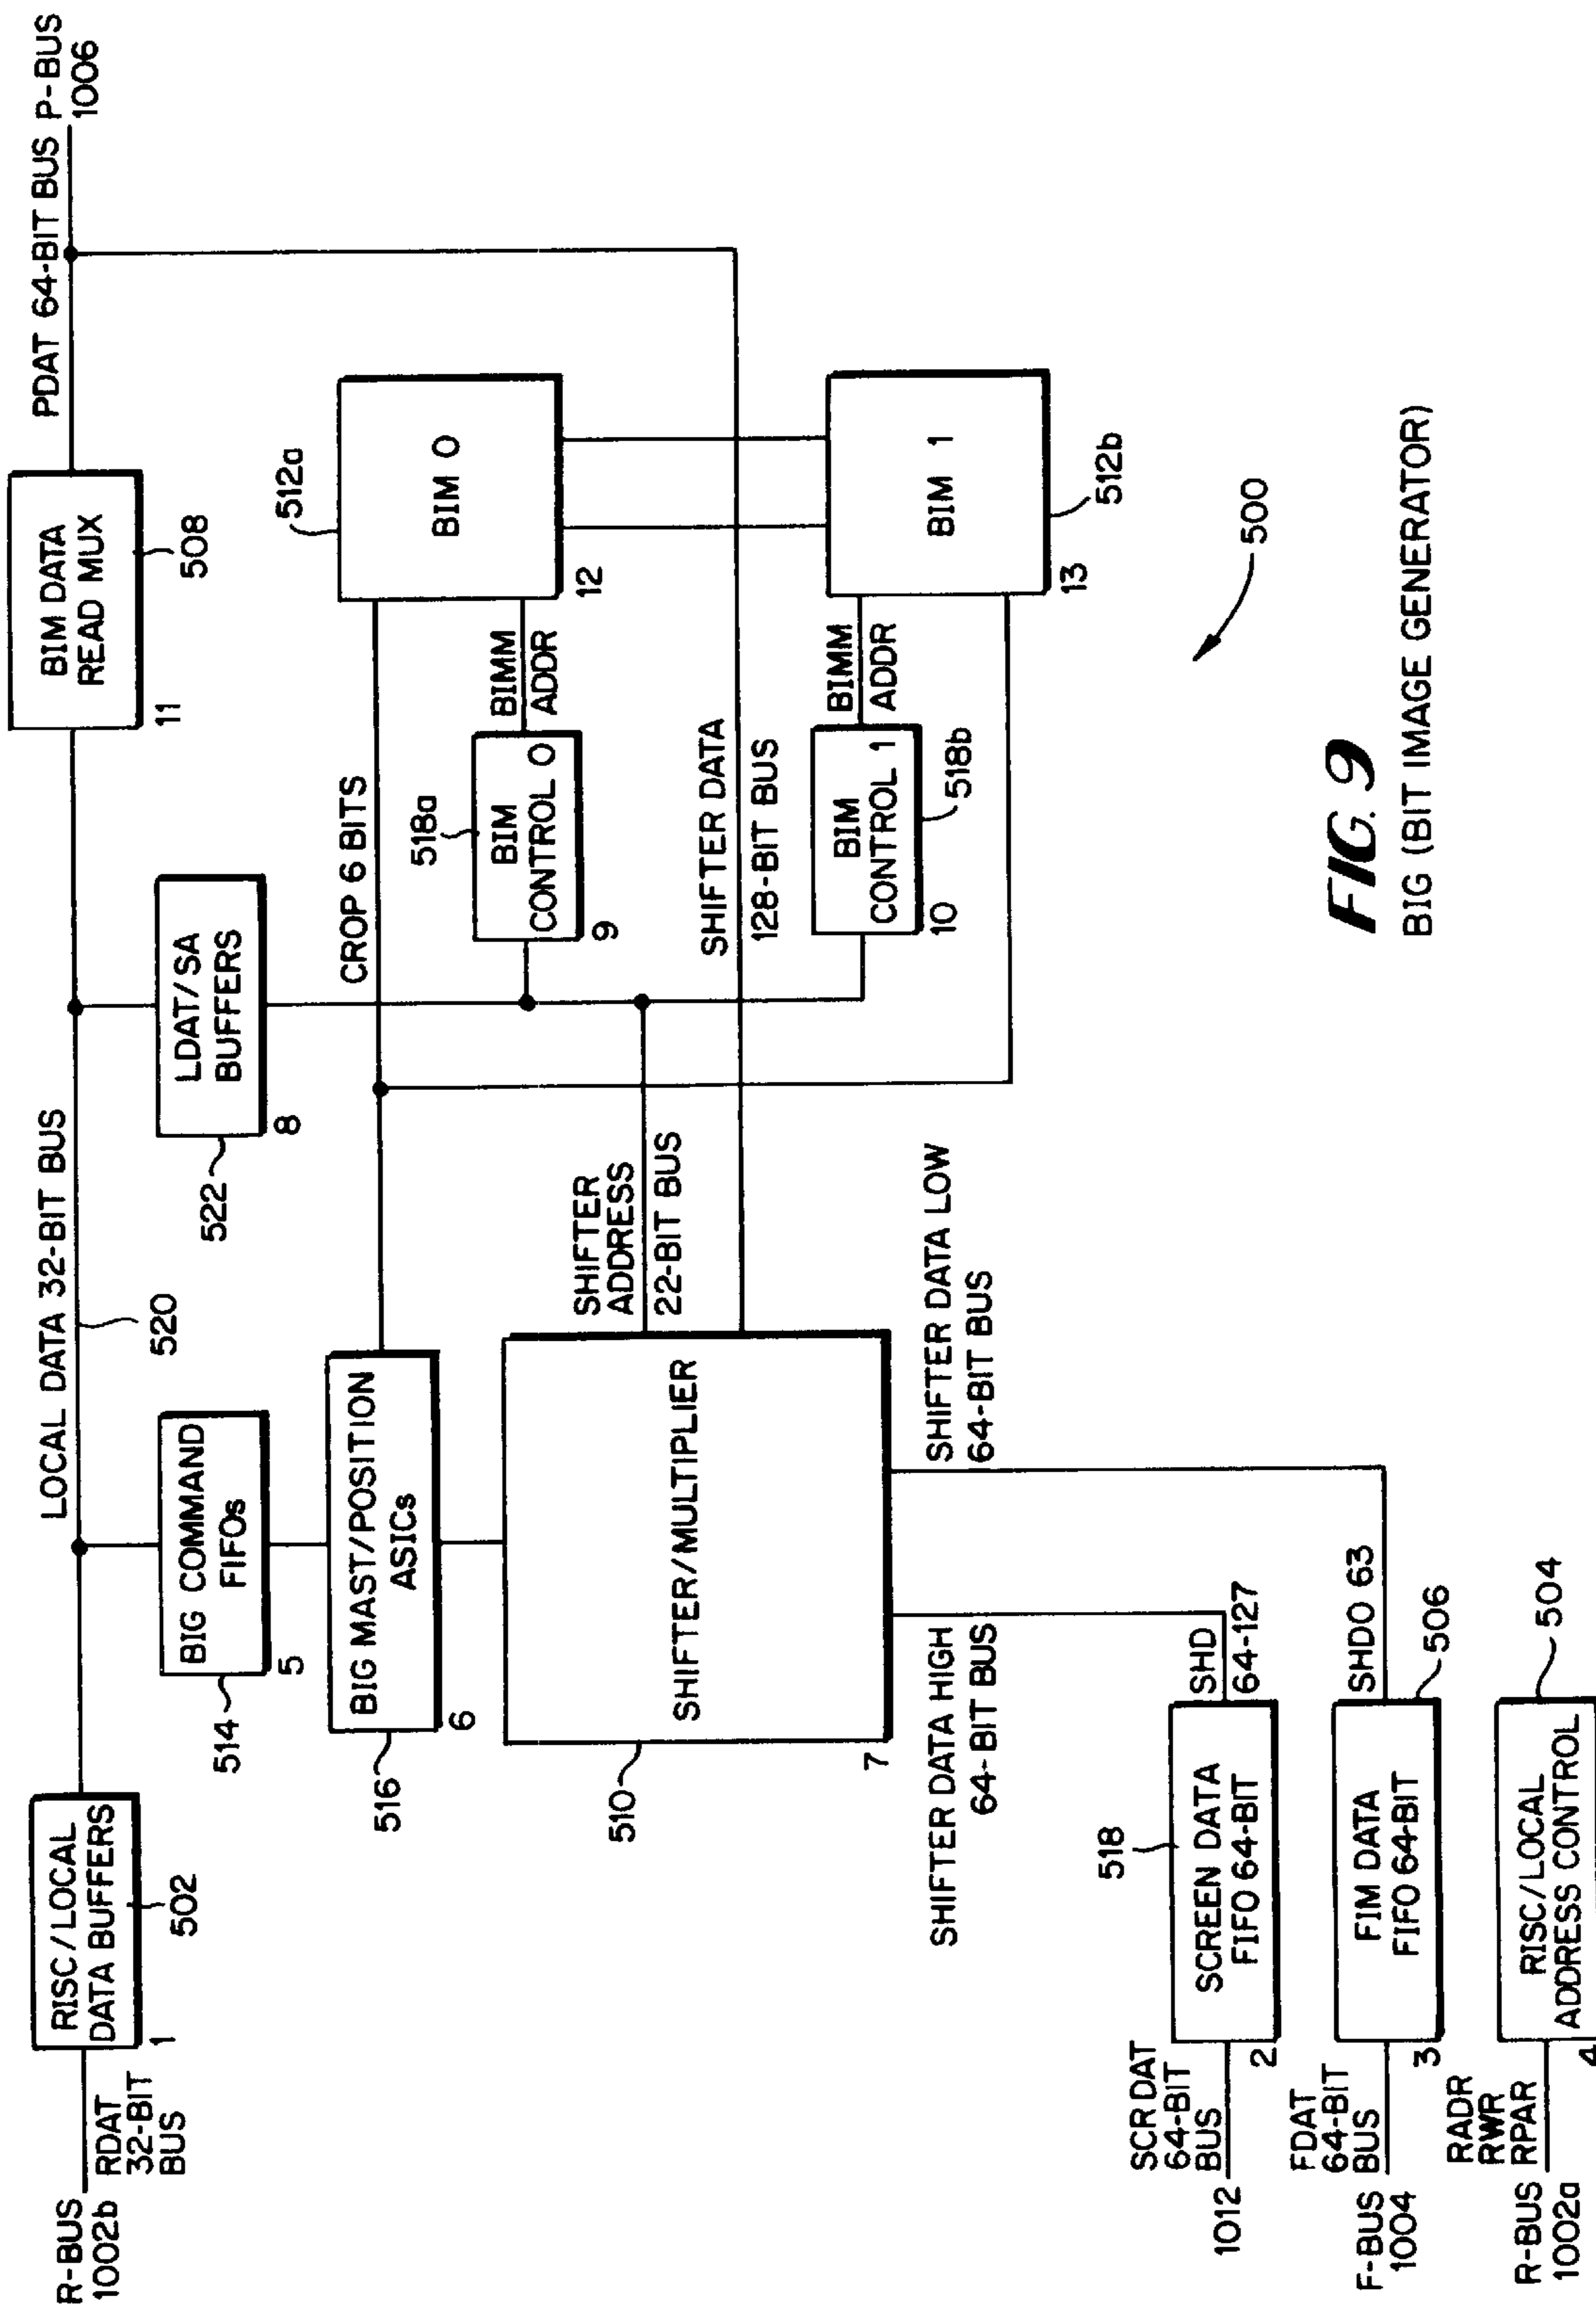 R-BUS
1002b
RDAT
32-BIT
BUS
RISC/LOCAL
DATA BUFFERS
1
502
LOCAL DATA 32-BIT BUS
520
BIM DATA
READ MUX
11
508
PDAT 64-BIT BUS
P-BUS
1006
BIG COMMAND
FIFOs
5
514
LDAT/SA
BUFFERS
8
522
BIG MAST/POSITION
ASICs
6
516
CROP 6 BITS
512a
BIM 0
12
518a
BIM
CONTROL 0
9
BIMM
ADDR
SHIFTER/MULTIPLIER
7
510
SHIFTER
ADDRESS
22-BIT BUS
SHIFTER DATA
128-BIT BUS
BIM
CONTROL 1
10
518b
BIMM
ADDR
BIM 1
13
512b
SHIFTER DATA HIGH
64-BIT BUS
SHIFTER DATA LOW
64-BIT BUS
SCR DAT
64-BIT
BUS
1012
518
SCREEN DATA
FIFO 64-BIT
2
SHD
64-127
FDAT
64-BIT
BUS
F-BUS
1004
FIM DATA
FIFO 64-BIT
3
SHDO 63
506
RADR
RWR
RPAR
R-BUS
1002a
RISC/LOCAL
ADDRESS CONTROL
4
504
500
FIG. 9
BIG (BIT IMAGE GENERATOR)